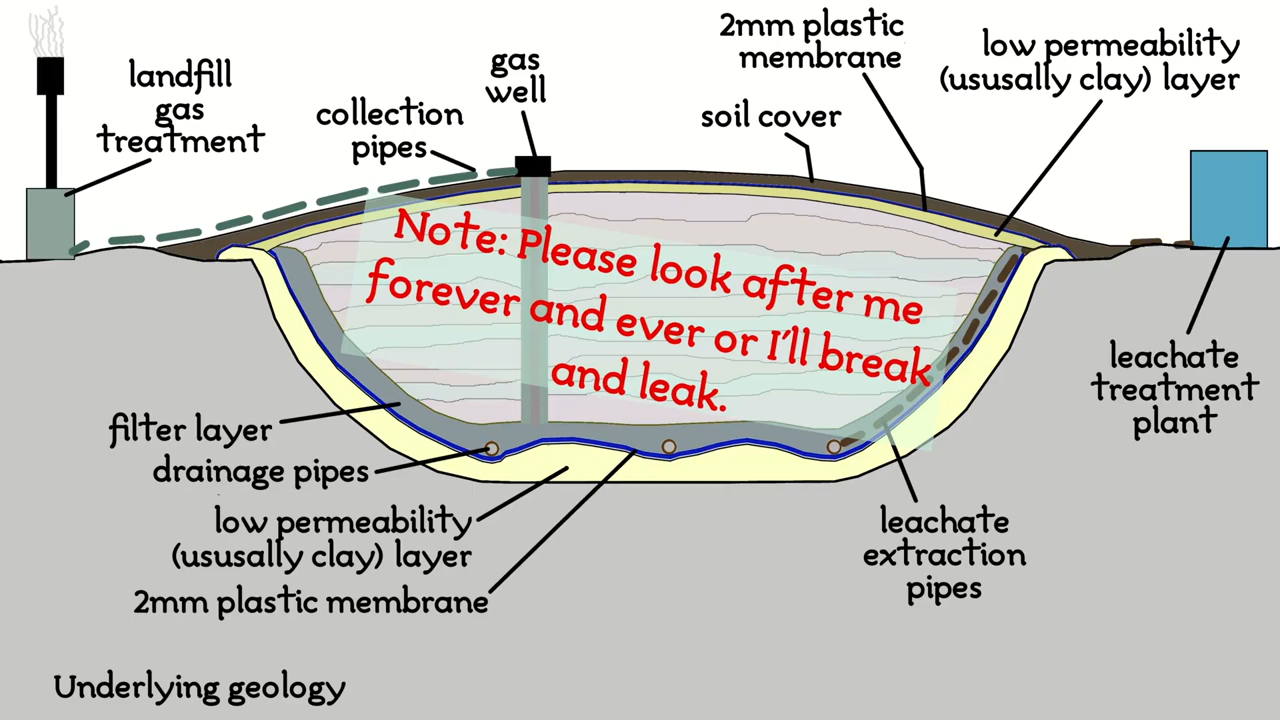 landfill
gas
treatment
collection
pipes
gas
well
2mm plastic
membrane
soil cover
low permeability
(ususally clay) layer
Note: Please look after me
forever and ever or I'll break
and leak.
leachate
treatment
plant
filter layer
drainage pipes
low permeability
(ususally clay) layer
2mm plastic membrane
leachate
extraction
pipes
Underlying geology